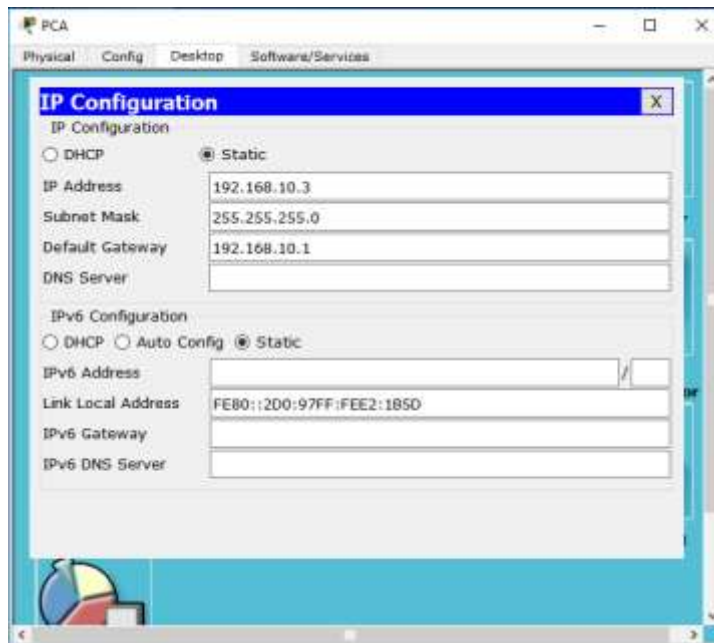 PCA
Physical Config Desktop Software/Services
IP Configuration X
IP Configuration
DHCP Static
IP Address 192.168.10.3
Subnet Mask 255.255.255.0
Default Gateway 192.168.10.1
DNS Server
IPv6 Configuration
DHCP Auto Config Static
IPv6 Address /
Link Local Address FE80::2D0:97FF:FEE2:1B5D
IPv6 Gateway
IPv6 DNS Server
or